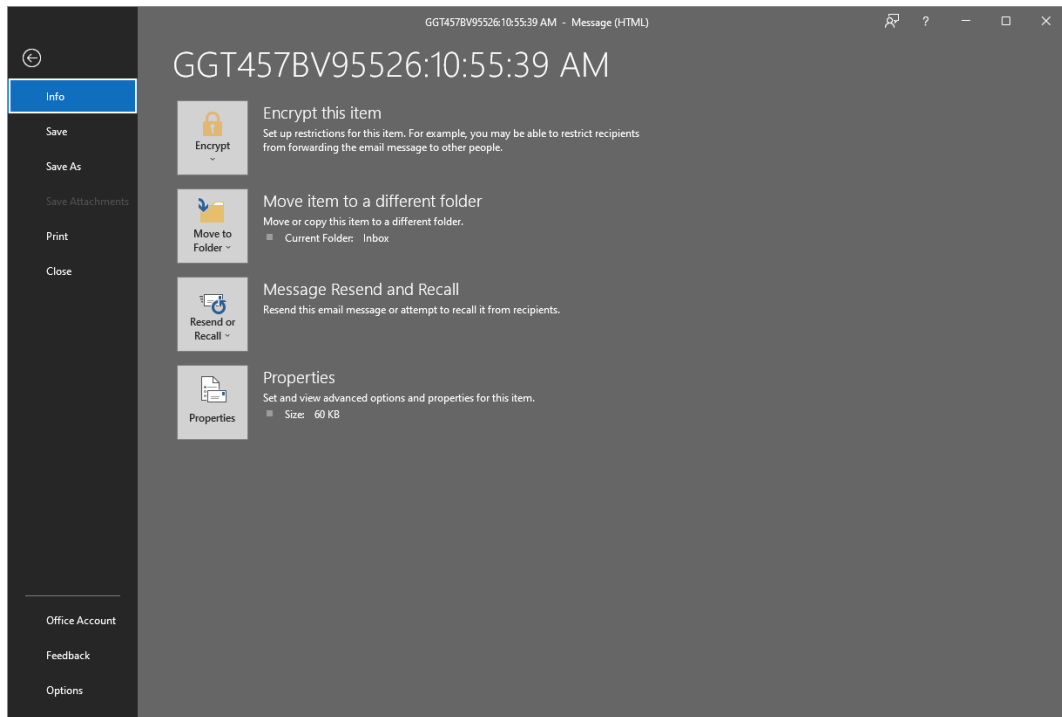 GGT457BV95526:10:55:39 AM - Message (HTML)
?
GGT457BV95526:10:55:39 AM
Info
Save
Save As
Save Attachments
Print
Close
Encrypt
Encrypt this item
Set up restrictions for this item. For example, you may be able to restrict recipients
from forwarding the email message to other people.
Move to
Folder
Move item to a different folder
Move or copy this item to a different folder.
Current Folder: Inbox
Resend or
Recall
Message Resend and Recall
Resend this email message or attempt to recall it from recipients.
Properties
Properties
Set and view advanced options and properties for this item.
Size: 60 KB
Office Account
Feedback
Options